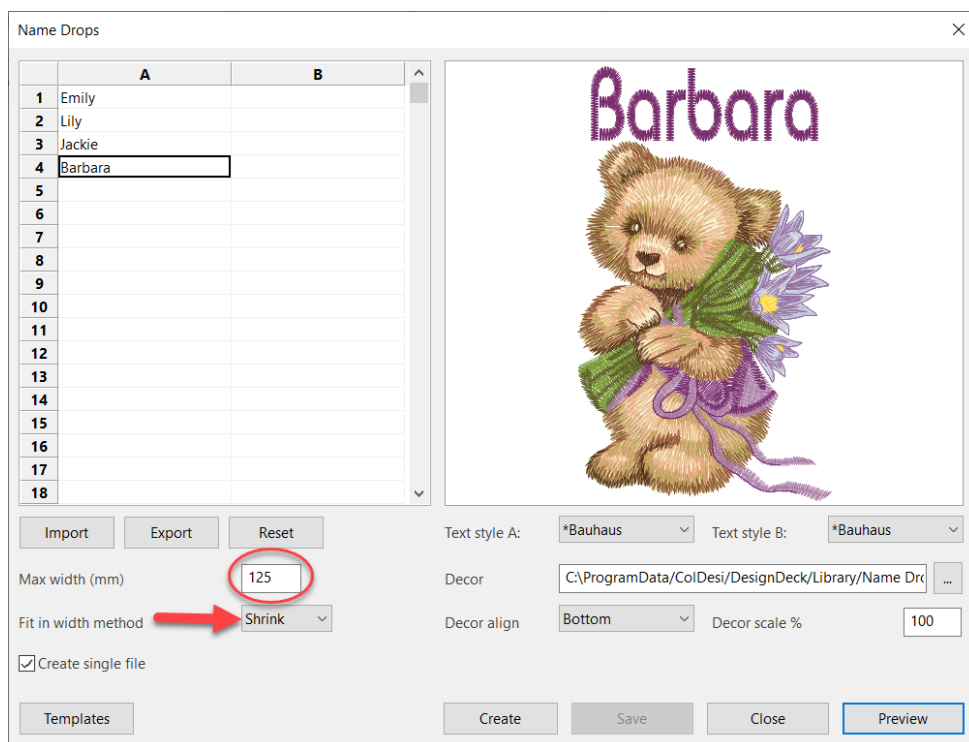 Name Drops
A B
1 Emily
2 Lily
3 Jackie
4 Barbara
5
6
7
8
9
10
11
12
13
14
15
16
17
18
Barbara
Import Export Reset
Max width (mm) 125
Fit in width method Shrink
Create single file
Templates
Text style A: *Bauhaus Text style B: *Bauhaus
Decor C:\ProgramData/ColDesi/DesignDeck/Library/Name Dro ...
Decor align Bottom Decor scale % 100
Create Save Close Preview